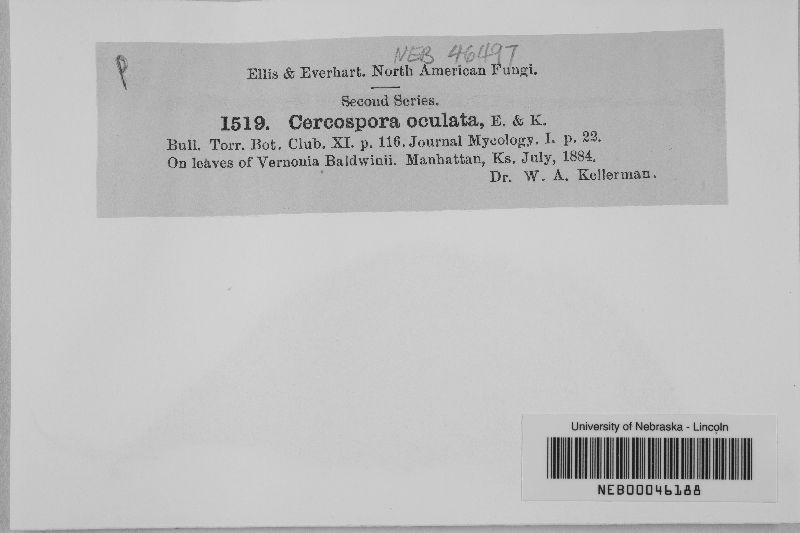 P
NEB 46497
Ellis & Everhart. North American Fungi.
Second Series.
1519. Cercospora oculata, E. & K.
Bull. Torr. Bot. Club. XI. p. 116. Journal Mycology. I. p. 22.
On leaves of Vernonia Baldwinii. Manhattan, Ks. July, 1884.
Dr. W. A. Kellerman.
University of Nebraska - Lincoln
NEB00046188